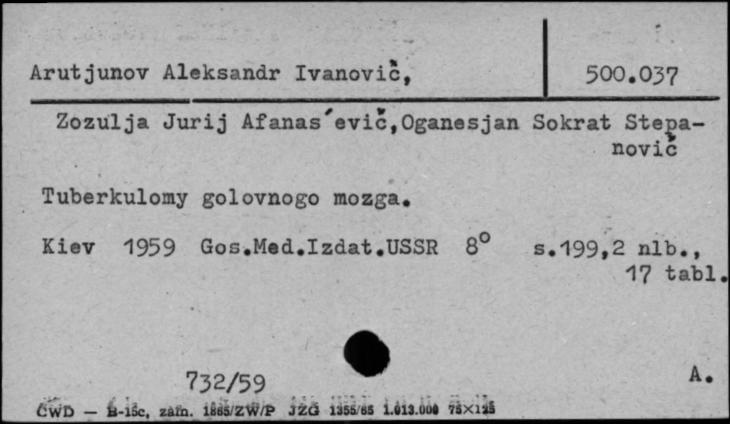 Arutjunov Aleksandr Ivanovič,
500.037
Zozulja Jurij Afanas´evič,Oganesjan Sokrat Stepa-
novič
Tuberkulomy golovnogo mozga.
Kiev 1959 Gos.Med.Izdat.USSR 8° s.199,2 nlb.,
17 tabl.
732/59
A.
CWD — B-15c, zam. 1865/ZW/P JZG 1355/65 1.013.000 75×125